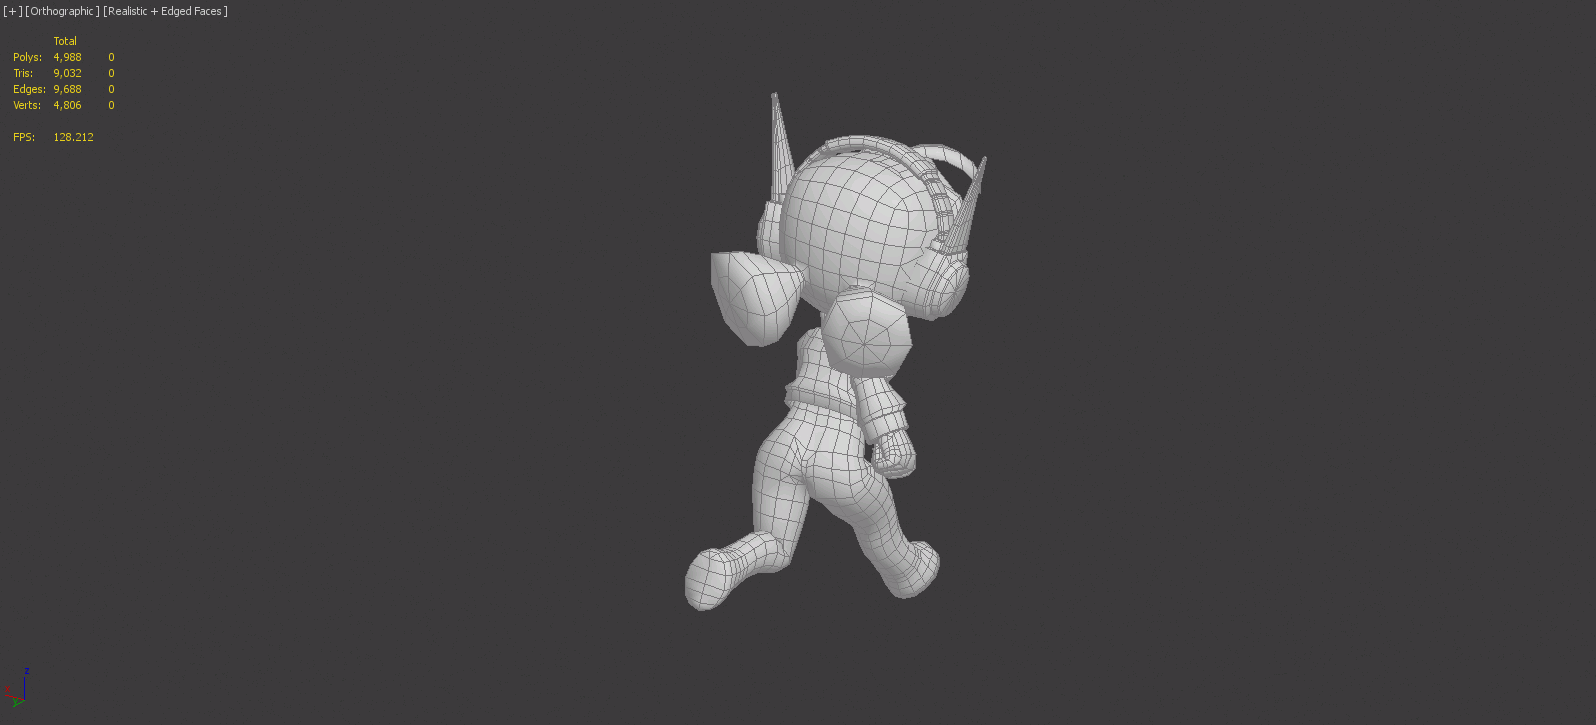 [+] [Orthographic ] [Realistic + Edged Faces ]
Total
Polys: 4,988 0
Tris: 9,032 0
Edges: 9,688 0
Verts: 4,806 0
FPS: 128.212
z
y